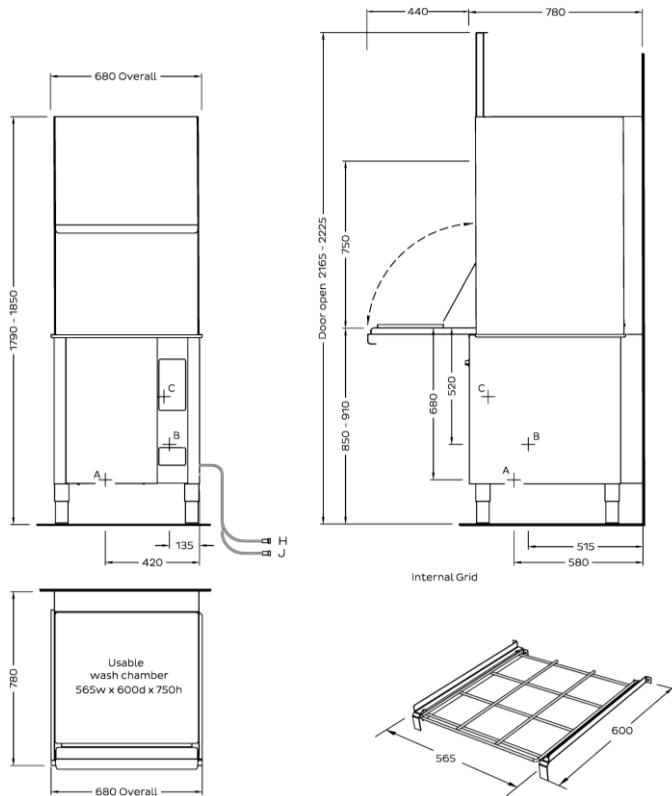 440
780
680 Overall
1790 - 1850
Door open 2165 - 2225
750
850 - 910
680
520
C
B
A
C
B
A
H
J
135
420
515
580
Internal Grid
780
Usable
wash chamber
565w x 600d x 750h
680 Overall
565
600